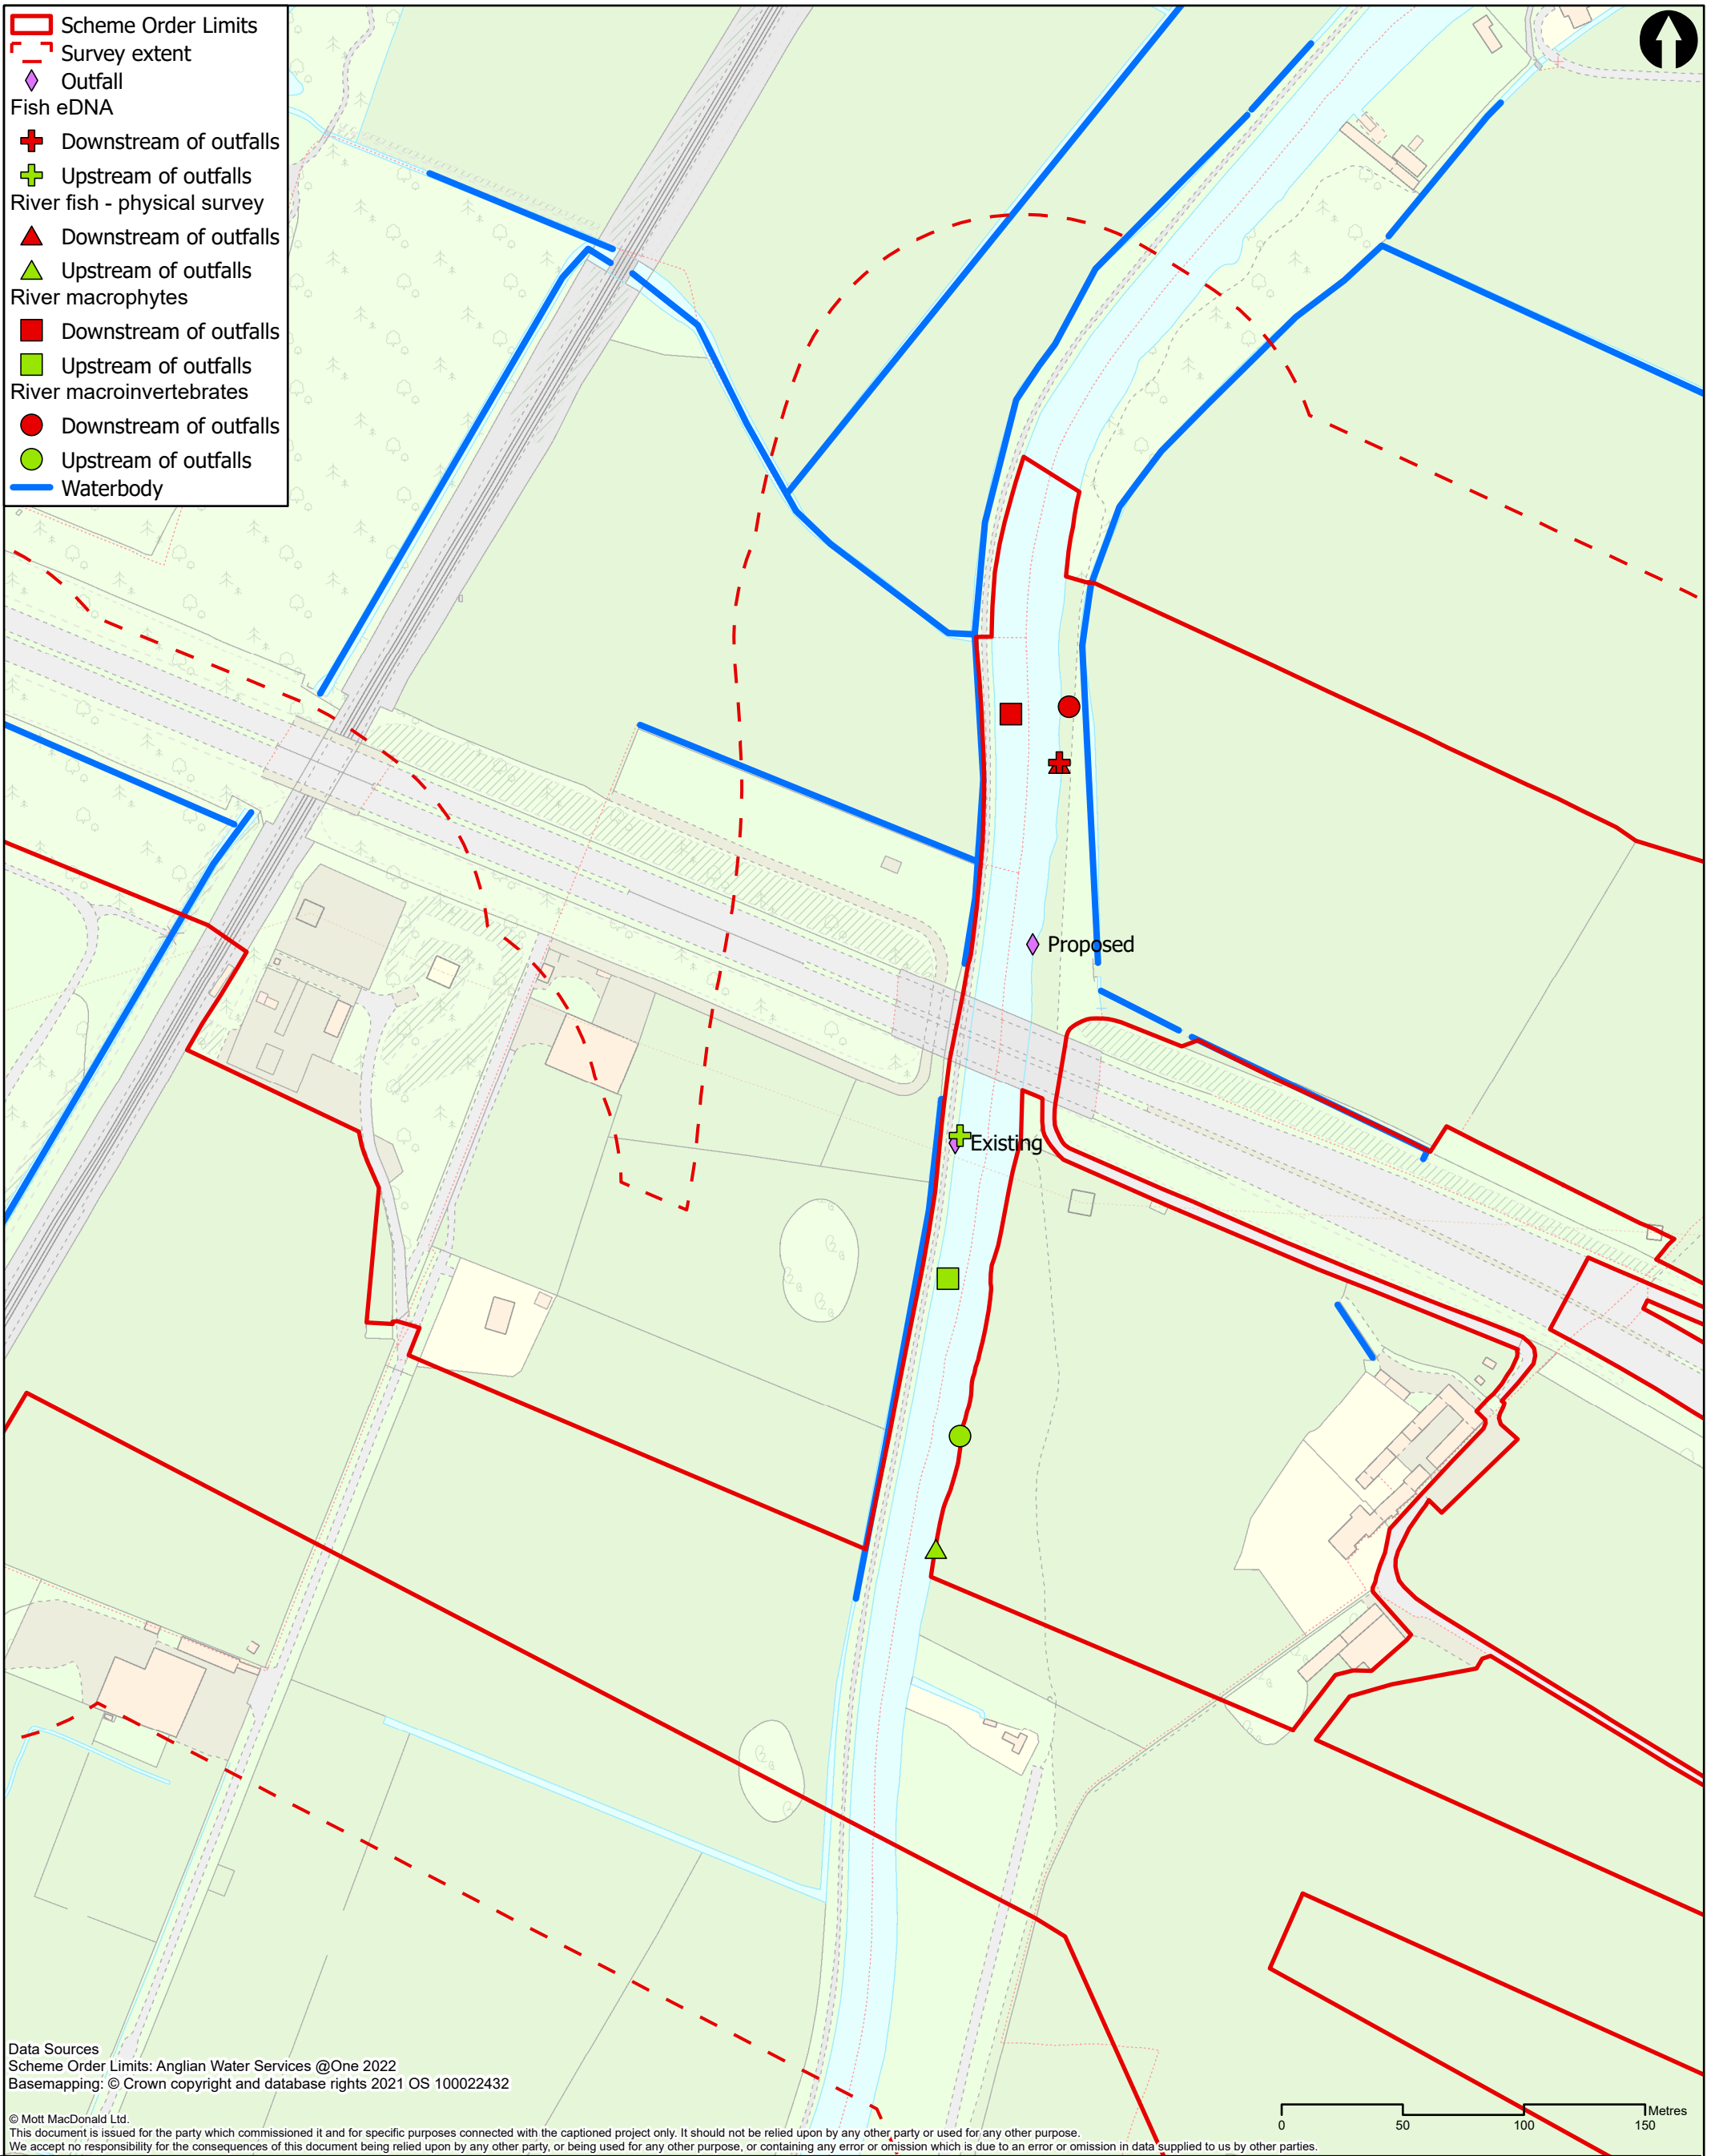 Scheme Order Limits
Survey extent
Outfall
Fish eDNA
Downstream of outfalls
Upstream of outfalls
River fish - physical survey
Downstream of outfalls
Upstream of outfalls
River macrophytes
Downstream of outfalls
Upstream of outfalls
River macroinvertebrates
Downstream of outfalls
Upstream of outfalls
Waterbody
Proposed
Existing
Data Sources
Scheme Order Limits: Anglian Water Services @One 2022
Basemapping: © Crown copyright and database rights 2021 OS 100022432
© Mott MacDonald Ltd.
This document is issued for the party which commissioned it and for specific purposes connected with the captioned project only. It should not be relied upon by any other party or used for any other purpose.
We accept no responsibility for the consequences of this document being relied upon by any other party, or being used for any other purpose, or containing any error or omission which is due to an error or omission in data supplied to us by other parties.
Metres
0 50 100 150